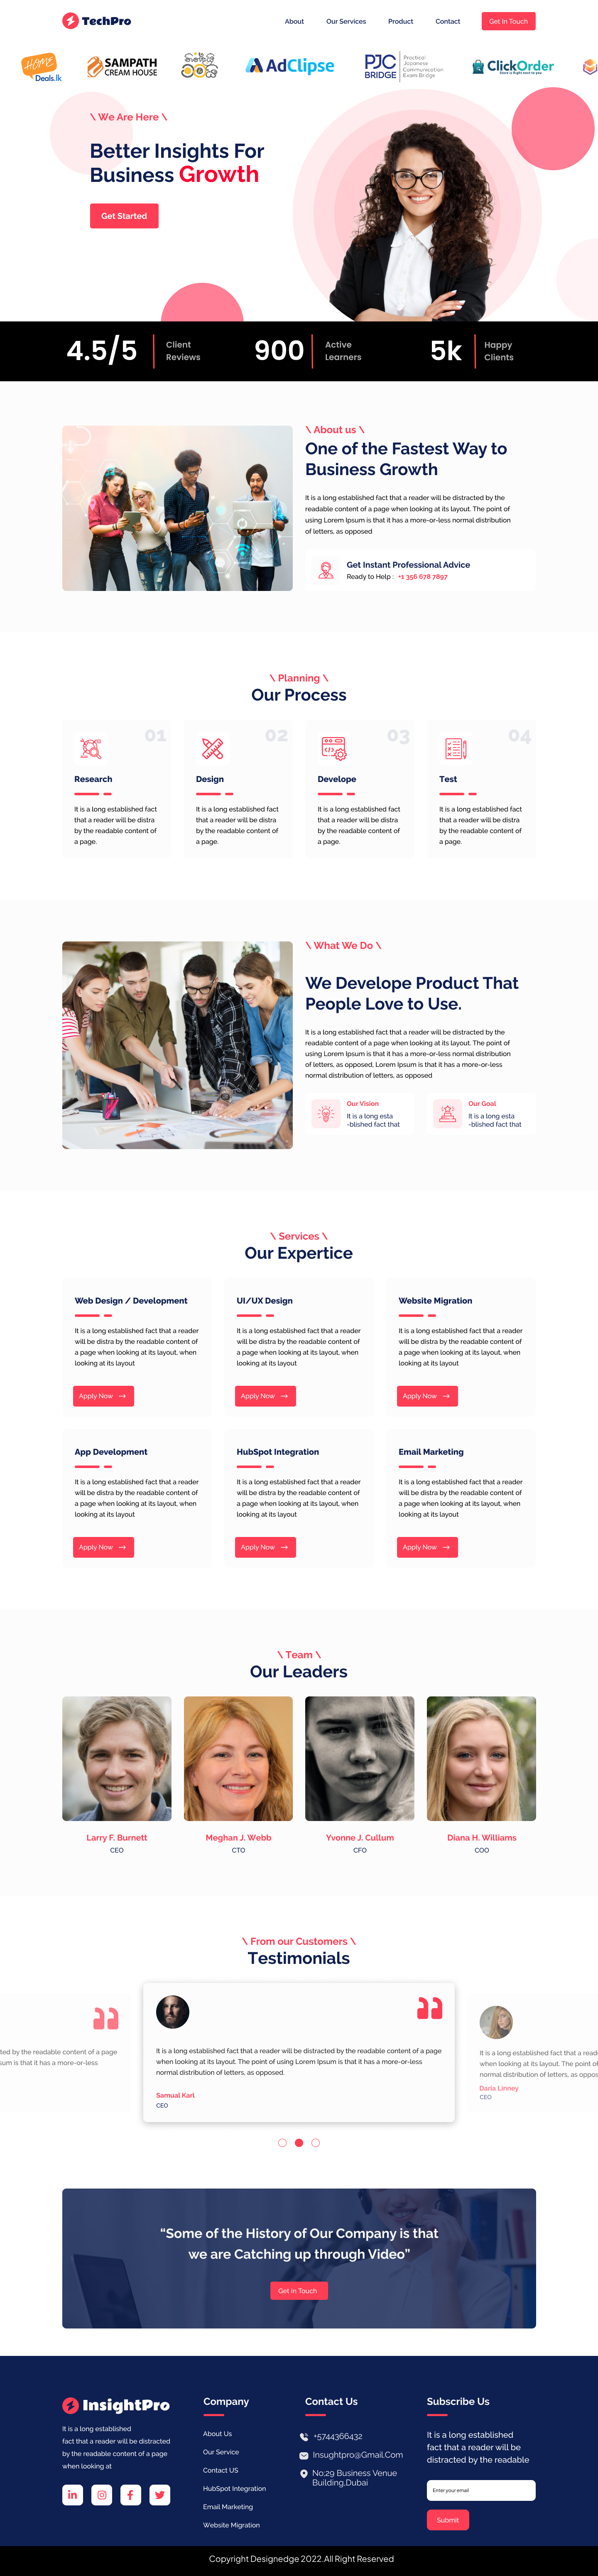 TechPro
About Our Services Product Contact Get In Touch
HOME
Deals.lk
SAMPATH
CREAM HOUSE
AdClipse
PJC
BRIDGE
Practical
Japanese
Communication
Exam Bridge
ClickOrder
\ We Are Here \
Better Insights For
Business Growth
Get Started
4.5/5
Client
Reviews
900
Active
Learners
5k
Happy
Clients
\ About us \
One of the Fastest Way to
Business Growth
It is a long established fact that a reader will be distracted by the
readable content of a page when looking at its layout. The point of
using Lorem Ipsum is that it has a more-or-less normal distribution
of letters, as opposed
Get Instant Professional Advice
Ready to Help : +1 356 678 7897
\ Planning \
Our Process
01
Research
It is a long established fact
that a reader will be distra
by the readable content of
a page.
02
Design
It is a long established fact
that a reader will be distra
by the readable content of
a page.
03
Develope
It is a long established fact
that a reader will be distra
by the readable content of
a page.
04
Test
It is a long established fact
that a reader will be distra
by the readable content of
a page.
\ What We Do \
We Develope Product That
People Love to Use.
It is a long established fact that a reader will be distracted by the
readable content of a page when looking at its layout. The point of
using Lorem Ipsum is that it has a more-or-less normal distribution
of letters, as opposed, Lorem Ipsum is that it has a more-or-less
normal distribution of letters, as opposed
Our Vision
It is a long esta
-blished fact that
Our Goal
It is a long esta
-blished fact that
\ Services \
Our Expertice
Web Design / Development
It is a long established fact that a reader
will be distra by the readable content of
a page when looking at its layout, when
looking at its layout
Apply Now
UI/UX Design
It is a long established fact that a reader
will be distra by the readable content of
a page when looking at its layout, when
looking at its layout
Apply Now
Website Migration
It is a long established fact that a reader
will be distra by the readable content of
a page when looking at its layout, when
looking at its layout
Apply Now
App Development
It is a long established fact that a reader
will be distra by the readable content of
a page when looking at its layout, when
looking at its layout
Apply Now
HubSpot Integration
It is a long established fact that a reader
will be distra by the readable content of
a page when looking at its layout, when
looking at its layout
Apply Now
Email Marketing
It is a long established fact that a reader
will be distra by the readable content of
a page when looking at its layout, when
looking at its layout
Apply Now
\ Team \
Our Leaders
Larry F. Burnett
CEO
Meghan J. Webb
CTO
Yvonne J. Cullum
CFO
Diana H. Williams
COO
\ From our Customers \
Testimonials
ted by the readable content of a page
sum is that it has a more-or-less
It is a long established fact that a reader will be distracted by the readable content of a page
when looking at its layout. The point of using Lorem Ipsum is that it has a more-or-less
normal distribution of letters, as opposed.
Samual Karl
CEO
It is a long established fact that a read
when looking at its layout. The point of
normal distribution of letters, as oppos
Daria Linney
CEO
“Some of the History of Our Company is that
we are Catching up through Video”
Get In Touch
InsightPro
It is a long established
fact that a reader will be distracted
by the readable content of a page
when looking at
Company
About Us
Our Service
Contact US
HubSpot Integration
Email Marketing
Website Migration
Contact Us
+5744366432
Insughtpro@Gmail.Com
No:29 Business Venue
Building,Dubai
Subscribe Us
It is a long established
fact that a reader will be
distracted by the readable
Enter your email
Submit
Copyright Designedge 2022.All Right Reserved